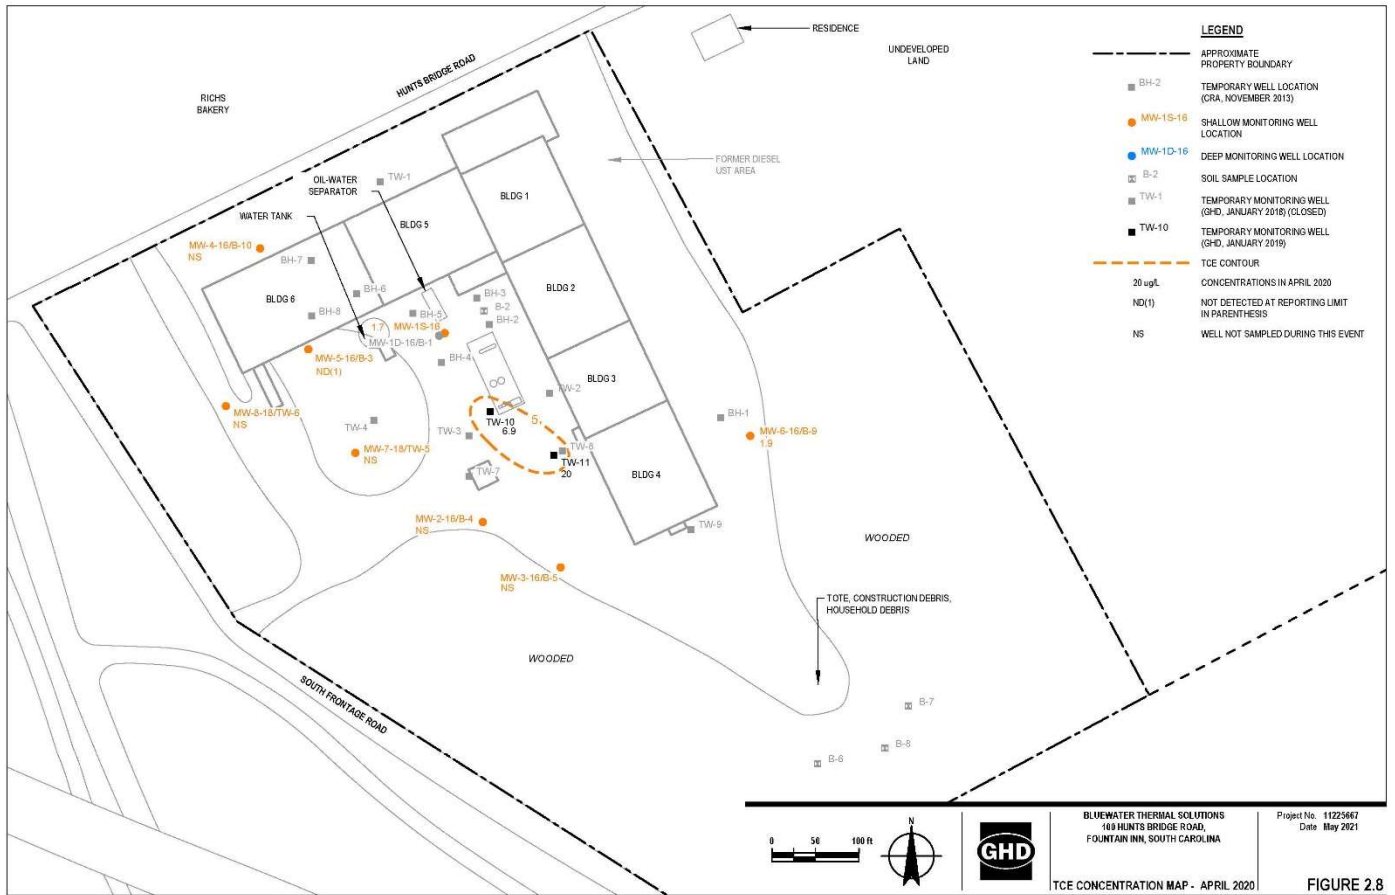 RESIDENCE
UNDEVELOPED
LAND
HUNTS BRIDGE ROAD
RICHS
BAKERY
FORMER DIESEL
UST AREA
OIL-WATER
SEPARATOR
TW-1
WATER TANK
BLDG 1
BLDG 5
MW-4-16/B-10
NS
BH-7
BLDG 6
BH-6
BH-8
BLDG 2
BH-3
B-2
BH-5
BH-2
1.7
MW-1S-16
MW-1D-16/B-1
MW-5-16/B-3
ND(1)
BH-4
BLDG 3
TW-2
MW-8-18/TW-6
NS
TW-4
TW-10
6.9
5
BH-1
MW-6-16/B-9
1.9
TW-3
MW-7-18/TW-5
NS
TW-8
TW-11
20
TW-7
BLDG 4
MW-2-16/B-4
NS
TW-9
WOODED
MW-3-16/B-5
NS
TOTE, CONSTRUCTION DEBRIS,
HOUSEHOLD DEBRIS
WOODED
SOUTH FRONTAGE ROAD
B-7
B-8
B-6
LEGEND
APPROXIMATE
PROPERTY BOUNDARY
BH-2
TEMPORARY WELL LOCATION
(CRA, NOVEMBER 2013)
MW-1S-16
SHALLOW MONITORING WELL
LOCATION
MW-1D-16
DEEP MONITORING WELL LOCATION
B-2
SOIL SAMPLE LOCATION
TW-1
TEMPORARY MONITORING WELL
(GHD, JANUARY 2018) (CLOSED)
TW-10
TEMPORARY MONITORING WELL
(GHD, JANUARY 2019)
TCE CONTOUR
20 ug/L
CONCENTRATIONS IN APRIL 2020
ND(1)
NOT DETECTED AT REPORTING LIMIT
IN PARENTHESIS
NS
WELL NOT SAMPLED DURING THIS EVENT
0 50 100 ft
N
GHD
BLUEWATER THERMAL SOLUTIONS
100 HUNTS BRIDGE ROAD,
FOUNTAIN INN, SOUTH CAROLINA
TCE CONCENTRATION MAP - APRIL 2020
Project No. 11225667
Date May 2021
FIGURE 2.8